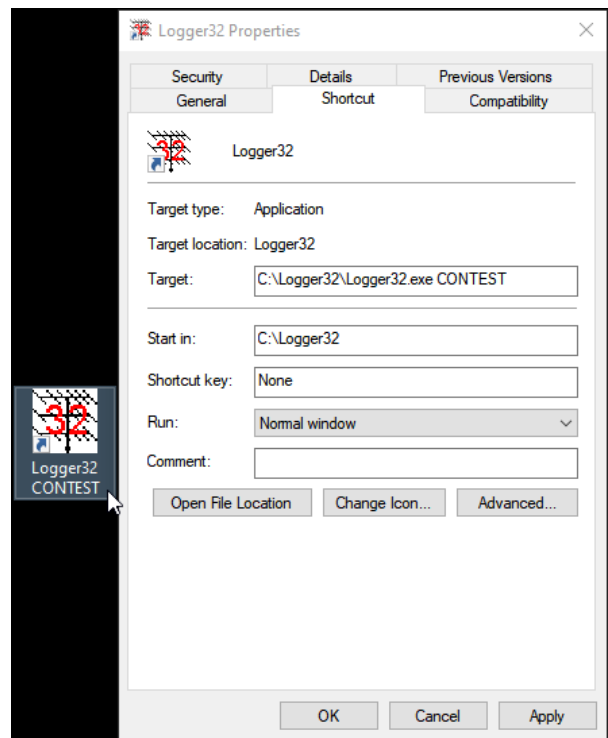 Logger32 Properties
Security Details Previous Versions
General Shortcut Compatibility
32 Logger32
Target type: Application
Target location: Logger32
Target: C:\Logger32\Logger32.exe CONTEST
Start in: C:\Logger32
Shortcut key: None
Run: Normal window
Comment:
Open File Location Change Icon... Advanced...
OK Cancel Apply
32
Logger32
CONTEST